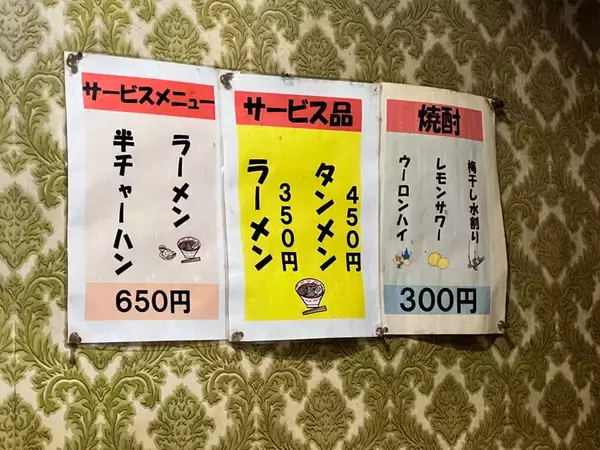 サービスメニュー
ラーメン
半チャーハン
650円
サービス品
タンメン
450円
ラーメン
350円
焼酎
梅干し水割り
レモンサワー
ウーロンハイ
300円